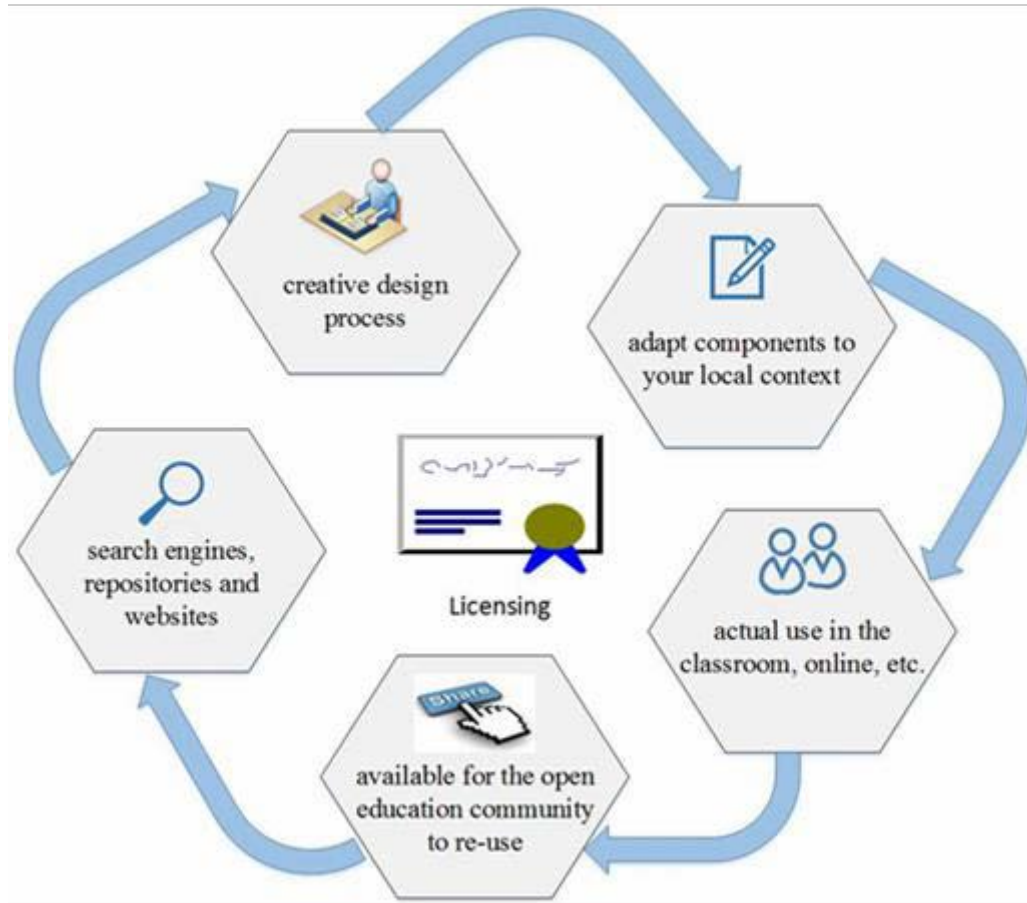 creative design
process
adapt components to
your local context
actual use in the
classroom, online, etc.
Share
available for the open
education community
to re-use
search engines,
repositories and
websites
Licensing